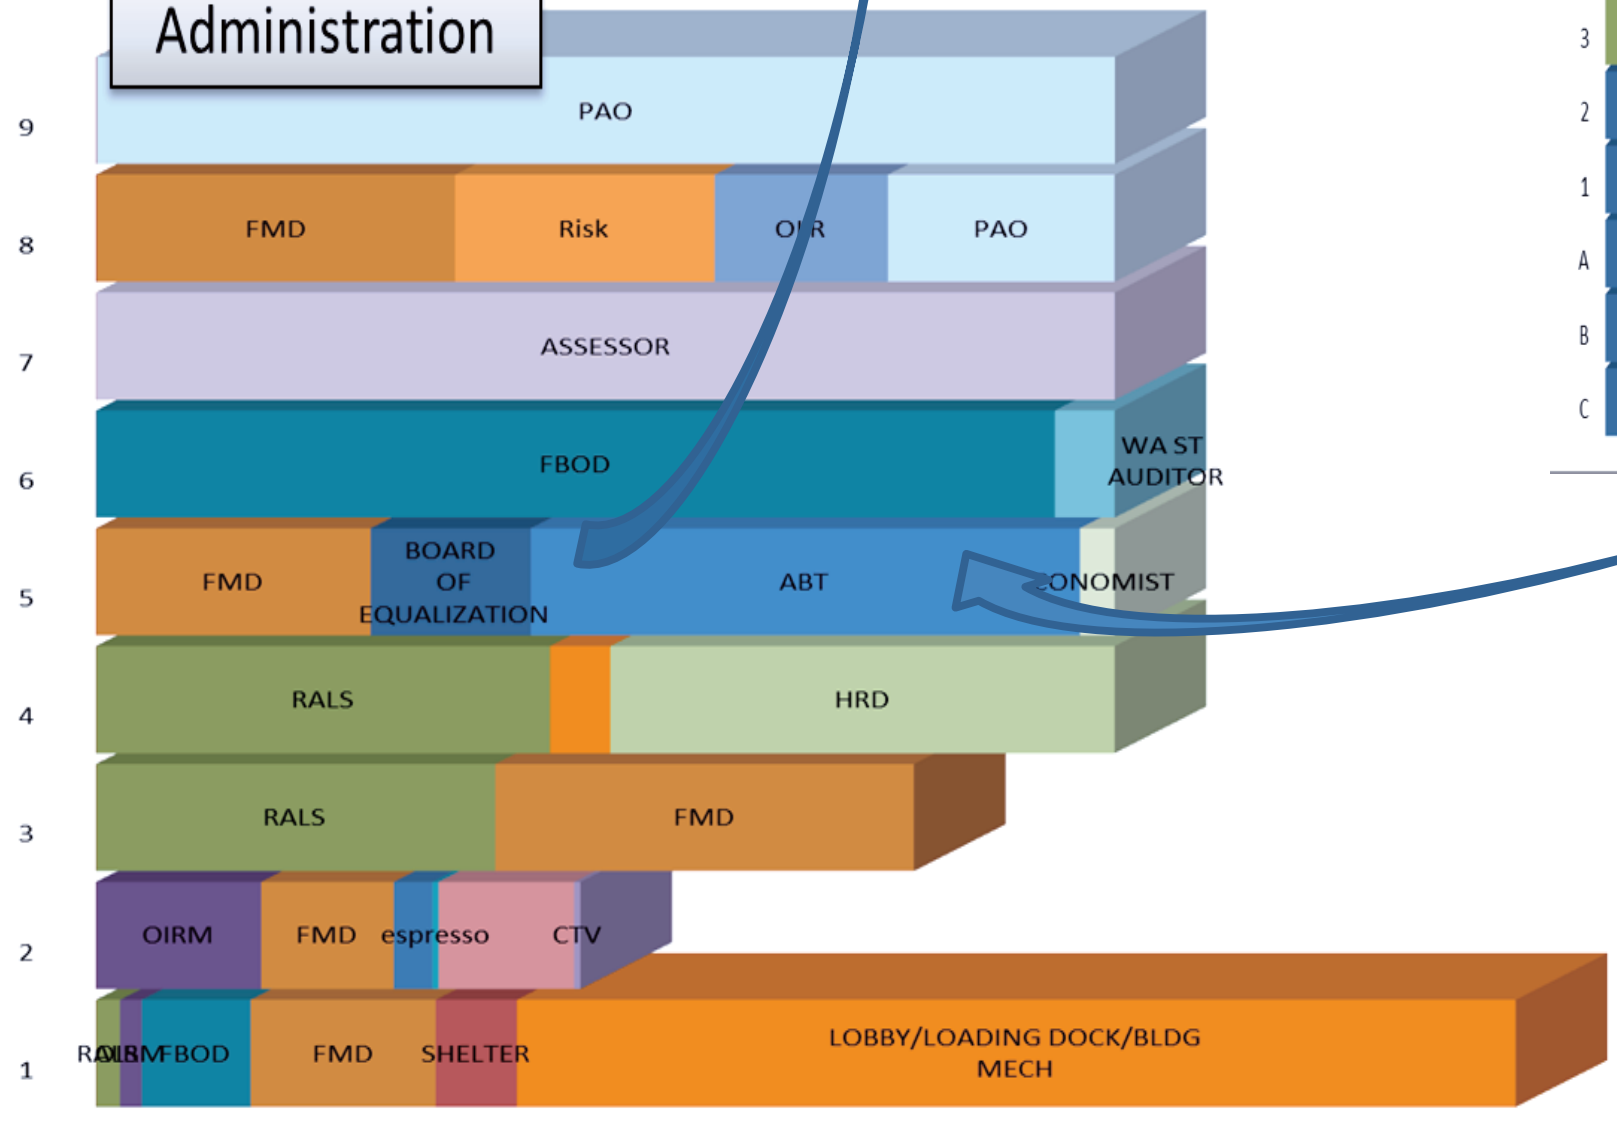 Administration
9
PAO
8
FMD Risk PAO
7
ASSESSOR
6
FBOD
WA ST
AUDITOR
5
FMD
BOARD
OF
EQUALIZATION
ABT
4
RALS HRD
3
RALS FMD
2
OIRM FMD espresso CTV
1
FBOD FMD SHELTER
LOBBY/LOADING DOCK/BLDG
MECH
3
2
1
A
B
C